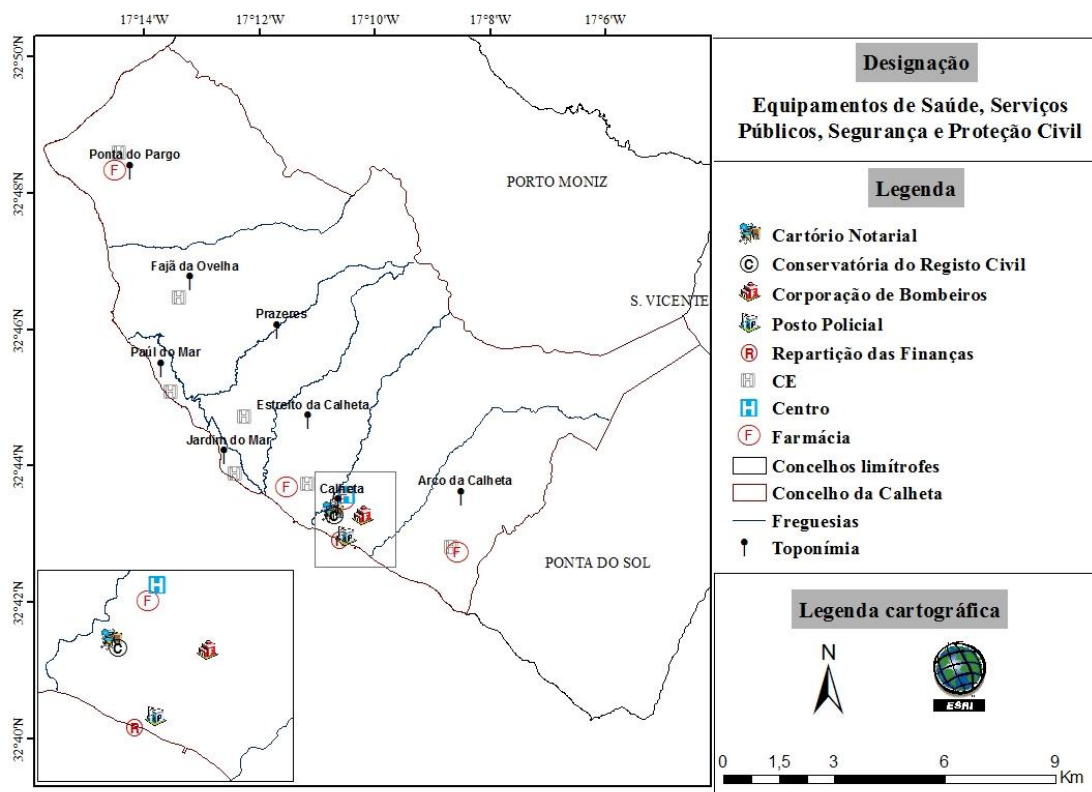 17°14'W 17°12'W 17°10'W 17°8'W 17°6'W
32°50'N
32°48'N
32°46'N
32°44'N
32°42'N
32°40'N
Ponta do Pargo
F
PORTO MONIZ
Fajã da Ovelha
H
S. VICENTE
Prazeres
Paúl do Mar
H
Estreito da Calheta
H
Jardim do Mar
H
F
H
Calheta
Arco da Calheta
H
F
PONTA DO SOL
H
F
C
R
Designação
Equipamentos de Saúde, Serviços
Públicos, Segurança e Proteção Civil
Legenda
Cartório Notarial
C Conservatória do Registo Civil
Corporação de Bombeiros
Posto Policial
R Repartição das Finanças
H CE
H Centro
F Farmácia
Concelhos limítrofes
Concelho da Calheta
Freguesias
Toponímia
Legenda cartográfica
N
ESRI
0 1,5 3 6 9
Km